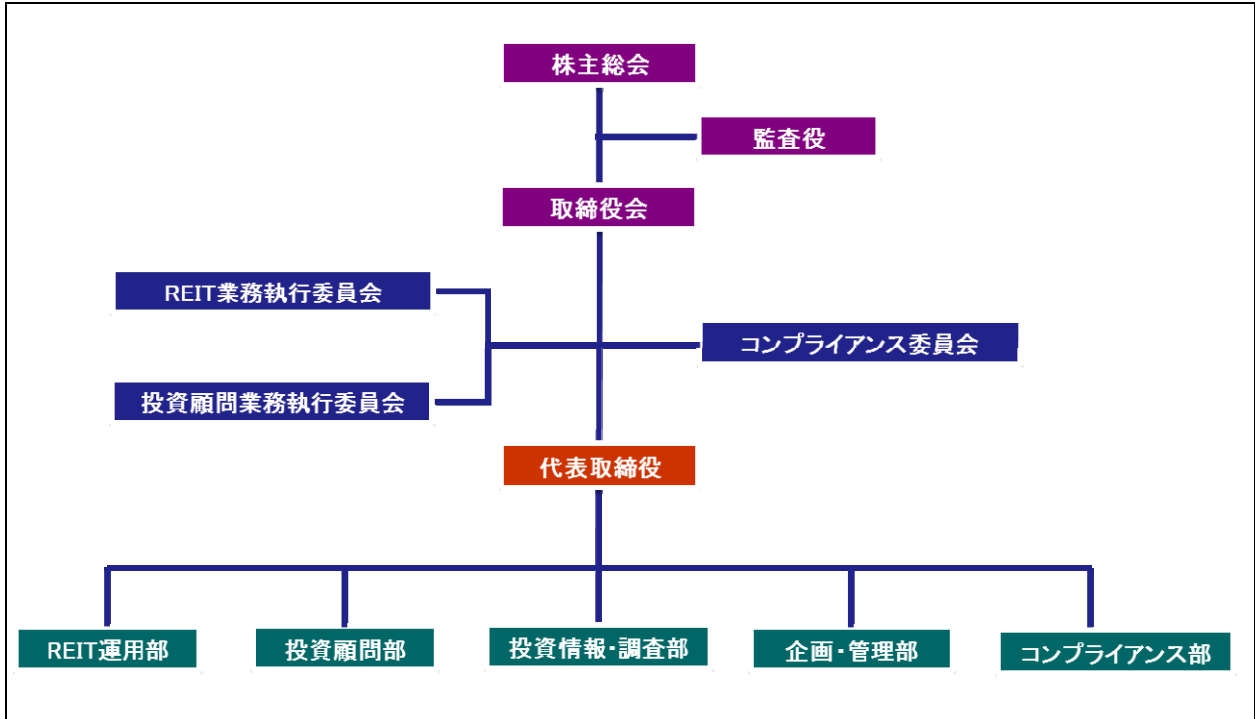 株主総会
監査役
取締役会
REIT業務執行委員会
コンプライアンス委員会
投資顧問業務執行委員会
代表取締役
REIT運用部
投資顧問部
投資情報・調査部
企画・管理部
コンプライアンス部